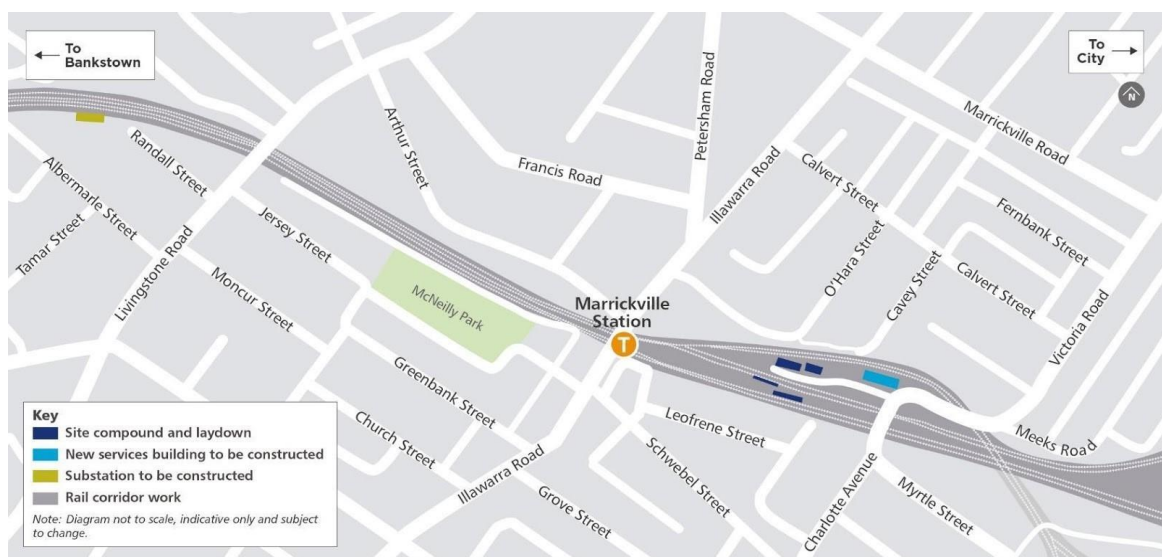 To
Bankstown
To
City
N
Marrickville Road
Petersham Road
Arthur Street
Randall Street
Francis Road
Illawarra Road
Calvert Street
Albermarle Street
Fernbank Street
Jersey Street
Tamar Street
O'Hara Street
Cavey Street
Calvert Street
Livingstone Road
Moncur Street
McNeilly Park
Marrickville
Station
T
Victoria Road
Greenbank Street
Leofrene Street
Meeks Road
Church Street
Schwebel Street
Illawarra Road
Grove Street
Charlotte Avenue
Myrtle Street
Key
Site compound and laydown
New services building to be constructed
Substation to be constructed
Rail corridor work
Note: Diagram not to scale, indicative only and subject
to change.